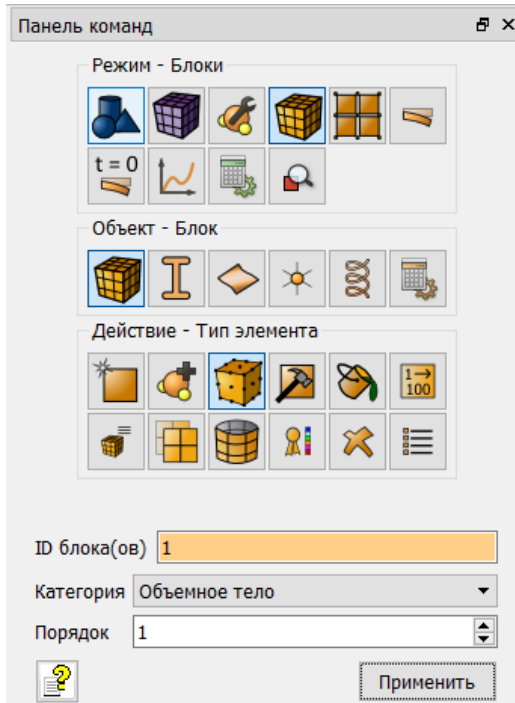 Панель команд
Режим - Блоки
t = 0
Объект - Блок
Действие - Тип элемента
1→
100
ID блока(ов) 1
Категория Объемное тело
Порядок 1
Применить